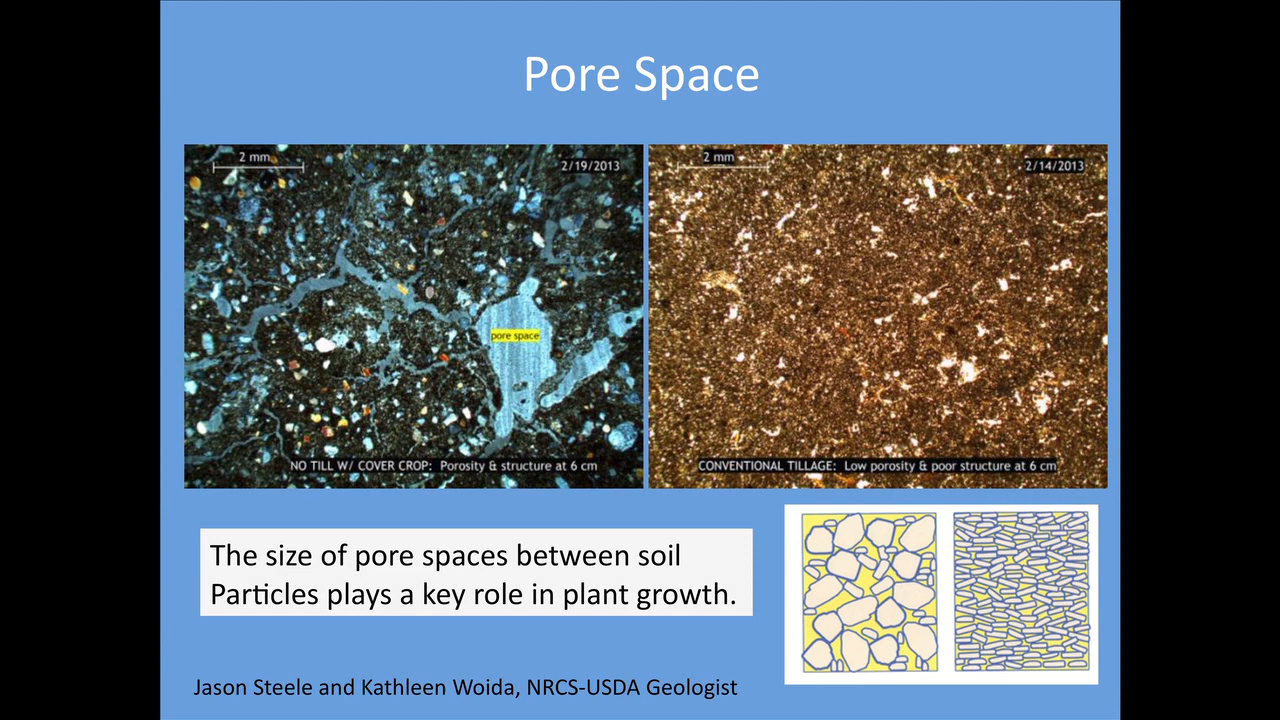 Pore Space
2 mm
2/19/2013
pore space
NO TILL W/ COVER CROP: Porosity & structure at 6 cm
2 mm
2/14/2013
CONVENTIONAL TILLAGE: Low porosity & poor structure at 6 cm
The size of pore spaces between soil
Particles plays a key role in plant growth.
Jason Steele and Kathleen Woida, NRCS-USDA Geologist